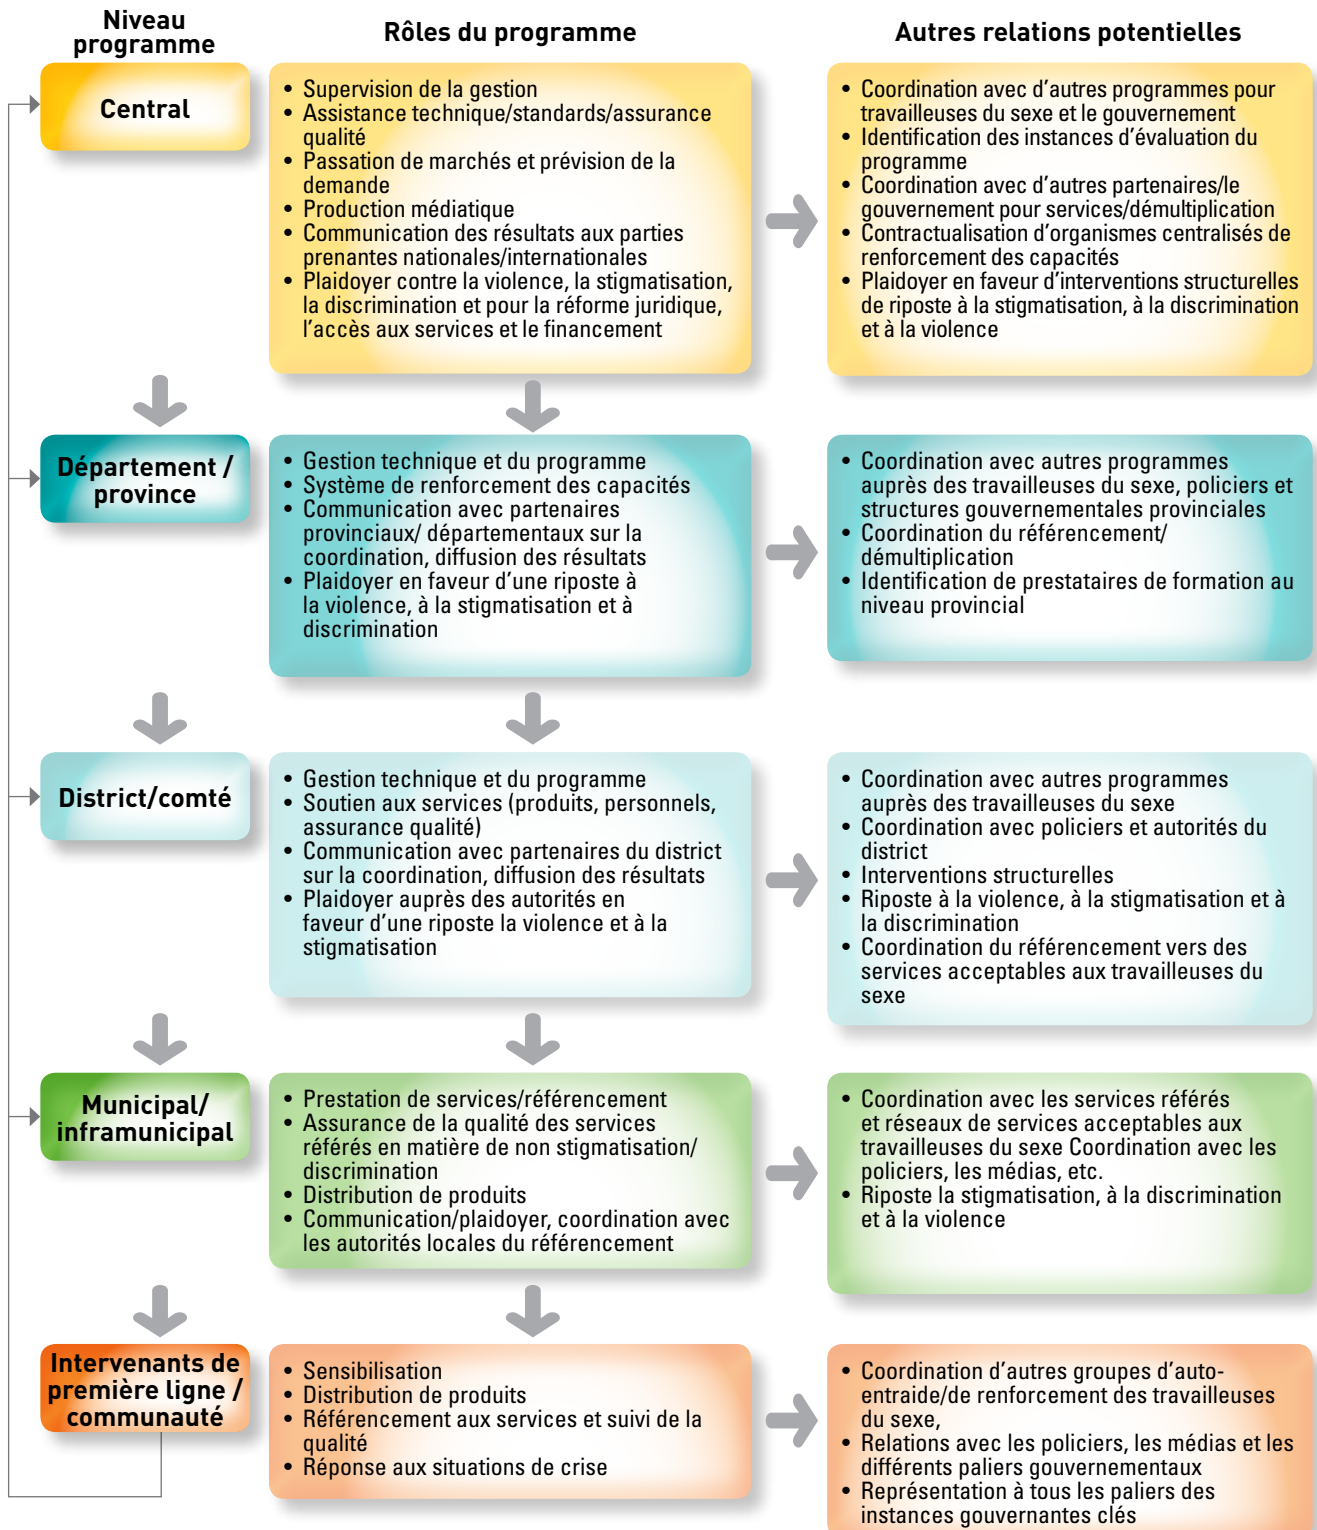 Niveau
programme
Rôles du programme
Autres relations potentielles
Central
• Supervision de la gestion
• Assistance technique/standards/assurance
qualité
• Passation de marchés et prévision de la
demande
• Production médiatique
• Communication des résultats aux parties
prenantes nationales/internationales
• Plaidoyer contre la violence, la stigmatisation,
la discrimination et pour la réforme juridique,
l’accès aux services et le financement
• Coordination avec d’autres programmes pour
travailleuses du sexe et le gouvernement
• Identification des instances d’évaluation du
programme
• Coordination avec d’autres partenaires/le
gouvernement pour services/démultiplication
• Contractualisation d’organismes centralisés de
renforcement des capacités
• Plaidoyer en faveur d’interventions structurelles
de riposte à la stigmatisation, à la discrimination
et à la violence
Département /
province
• Gestion technique et du programme
• Système de renforcement des capacités
• Communication avec partenaires
provinciaux/ départementaux sur la
coordination, diffusion des résultats
• Plaidoyer en faveur d’une riposte à
la violence, à la stigmatisation et à
discrimination
• Coordination avec autres programmes
auprès des travailleuses du sexe, policiers et
structures gouvernementales provinciales
• Coordination du référencement/
démultiplication
• Identification de prestataires de formation au
niveau provincial
District/comté
• Gestion technique et du programme
• Soutien aux services (produits, personnels,
assurance qualité)
• Communication avec partenaires du district
sur la coordination, diffusion des résultats
• Plaidoyer auprès des autorités en
faveur d’une riposte la violence et à la
stigmatisation
• Coordination avec autres programmes
auprès des travailleuses du sexe
• Coordination avec policiers et autorités du
district
• Interventions structurelles
• Riposte à la violence, à la stigmatisation et à
la discrimination
• Coordination du référencement vers des
services acceptables aux travailleuses du
sexe
Municipal/
inframunicipal
• Prestation de services/référencement
• Assurance de la qualité des services
référés en matière de non stigmatisation/
discrimination
• Distribution de produits
• Communication/plaidoyer, coordination avec
les autorités locales du référencement
• Coordination avec les services référés
et réseaux de services acceptables aux
travailleuses du sexe Coordination avec les
policiers, les médias, etc.
• Riposte la stigmatisation, à la discrimination
et à la violence
Intervenants de
première ligne /
communauté
• Sensibilisation
• Distribution de produits
• Référencement aux services et suivi de la
qualité
• Réponse aux situations de crise
• Coordination d’autres groupes d’auto-
entraide/de renforcement des travailleuses
du sexe,
• Relations avec les policiers, les médias et les
différents paliers gouvernementaux
• Représentation à tous les paliers des
instances gouvernantes clés